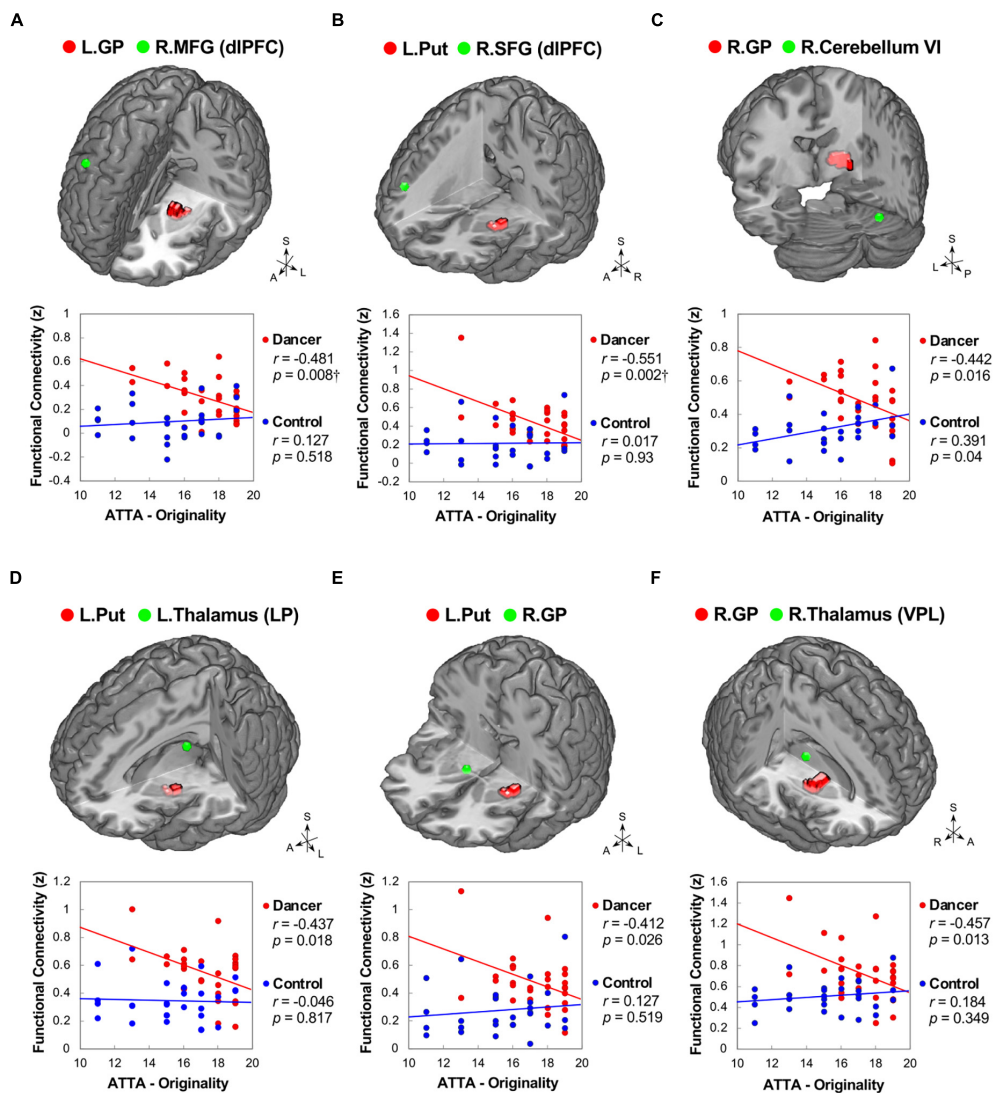 A
L.GP R.MFG (dlPFC)
S
A L
Functional Connectivity (z)
1
0.8
0.6
0.4
0.2
0
-0.2
-0.4
10 12 14 16 18 20
ATTA - Originality
Dancer
r = -0.481
p = 0.008†
Control
r = 0.127
p = 0.518
B
L.Put R.SFG (dlPFC)
S
A R
Functional Connectivity (z)
1.6
1.4
1.2
1
0.8
0.6
0.4
0.2
0
-0.2
10 12 14 16 18 20
ATTA - Originality
Dancer
r = -0.551
p = 0.002†
Control
r = 0.017
p = 0.93
C
R.GP R.Cerebellum VI
S
L P
Functional Connectivity (z)
1
0.8
0.6
0.4
0.2
0
10 12 14 16 18 20
ATTA - Originality
Dancer
r = -0.442
p = 0.016
Control
r = 0.391
p = 0.04
D
L.Put L.Thalamus (LP)
S
A L
Functional Connectivity (z)
1.2
1
0.8
0.6
0.4
0.2
0
10 12 14 16 18 20
ATTA - Originality
Dancer
r = -0.437
p = 0.018
Control
r = -0.046
p = 0.817
E
L.Put R.GP
S
A L
Functional Connectivity (z)
1.2
1
0.8
0.6
0.4
0.2
0
10 12 14 16 18 20
ATTA - Originality
Dancer
r = -0.412
p = 0.026
Control
r = 0.127
p = 0.519
F
R.GP R.Thalamus (VPL)
S
R A
Functional Connectivity (z)
1.6
1.4
1.2
1
0.8
0.6
0.4
0.2
0
10 12 14 16 18 20
ATTA - Originality
Dancer
r = -0.457
p = 0.013
Control
r = 0.184
p = 0.349